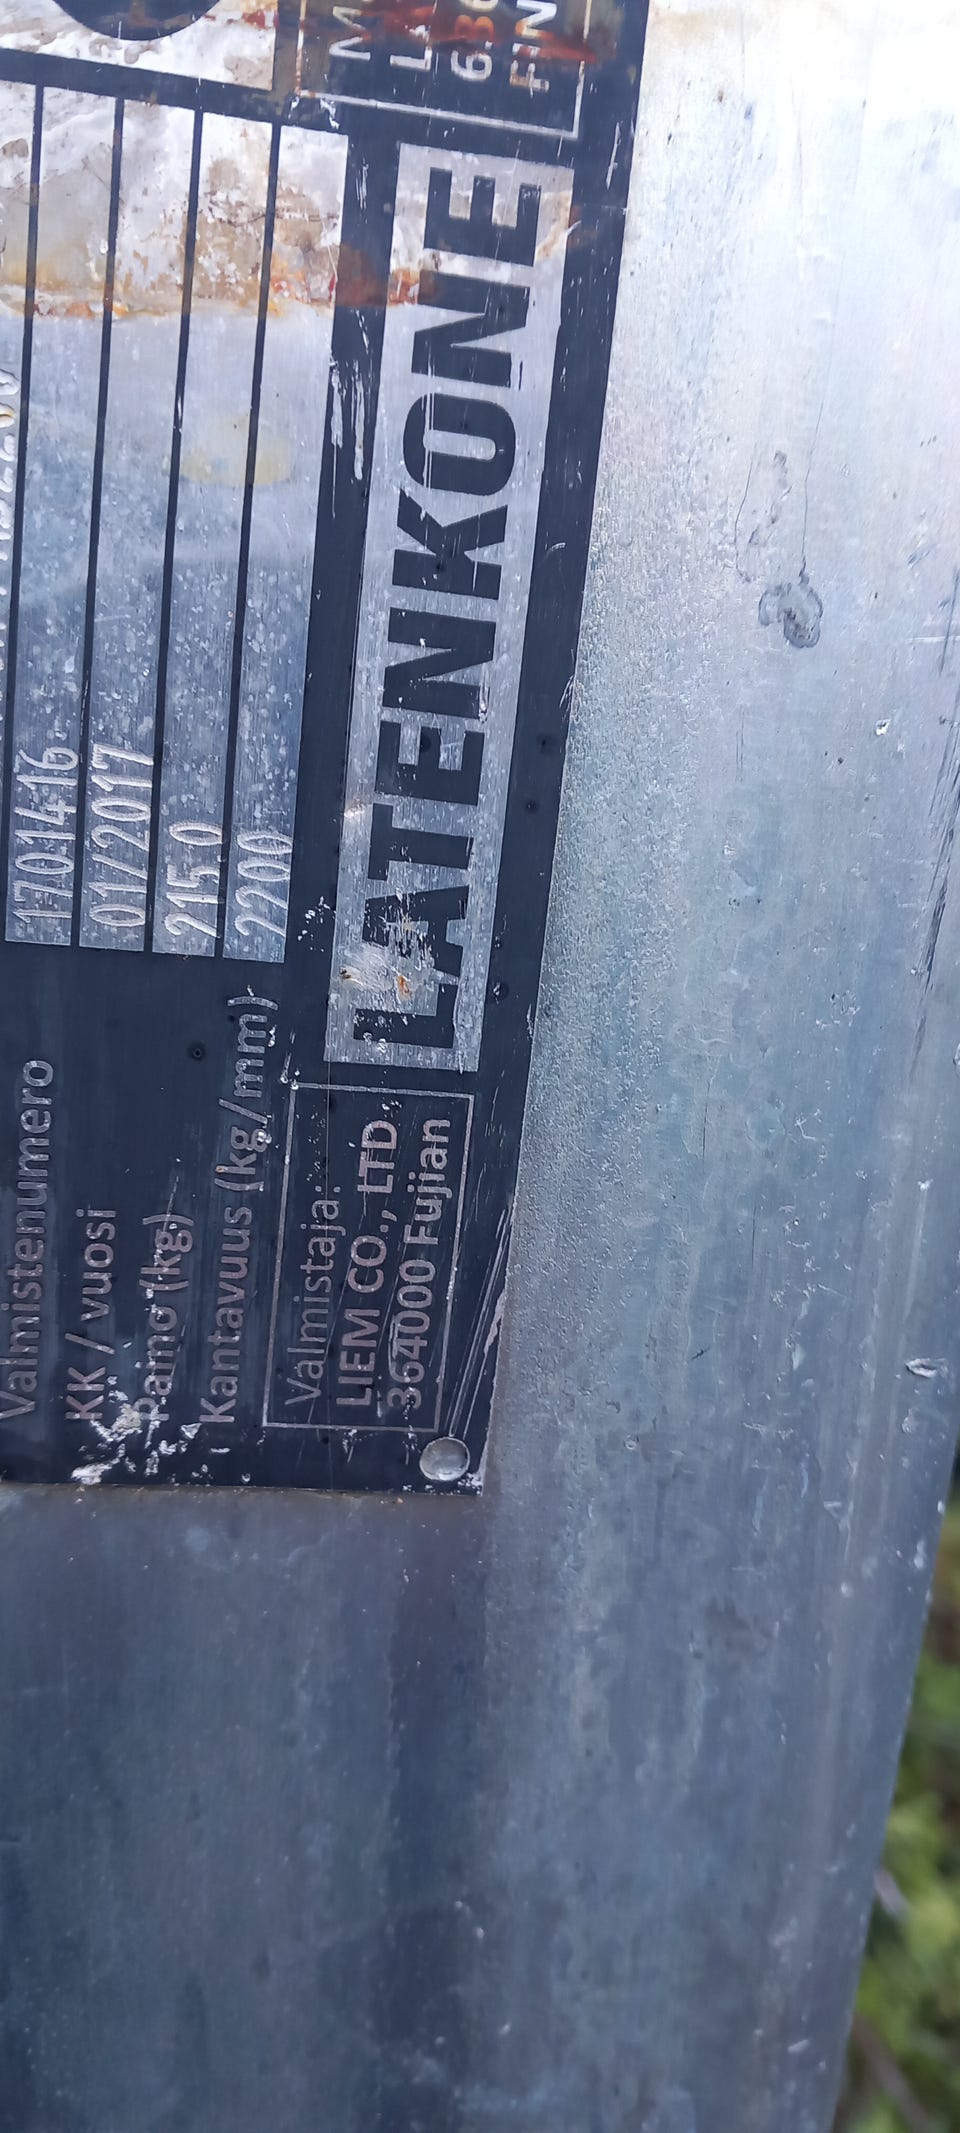 Valmistenumero 170416
KK / vuosi 01/2017
Paino (kg) 215.0
Kantavuus (kg/mm) 2200
Valmistaja:
LIEM CO., LTD.
364000 Fujian
LATENKONE